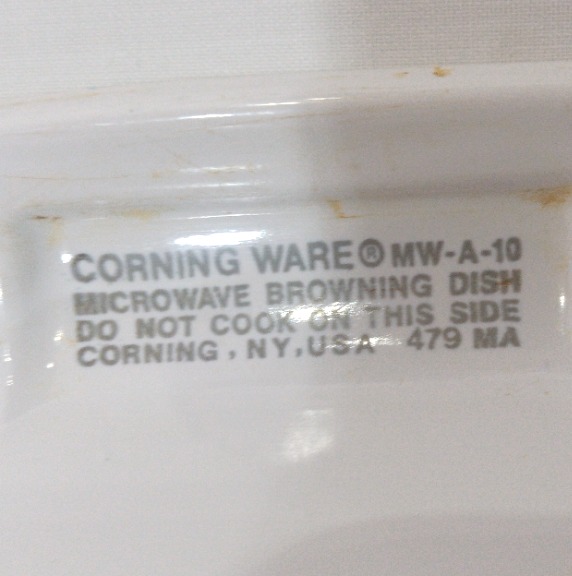 CORNING WARE® MW-A-10
MICROWAVE BROWNING DISH
DO NOT COOK ON THIS SIDE
CORNING, NY, USA 479 MA